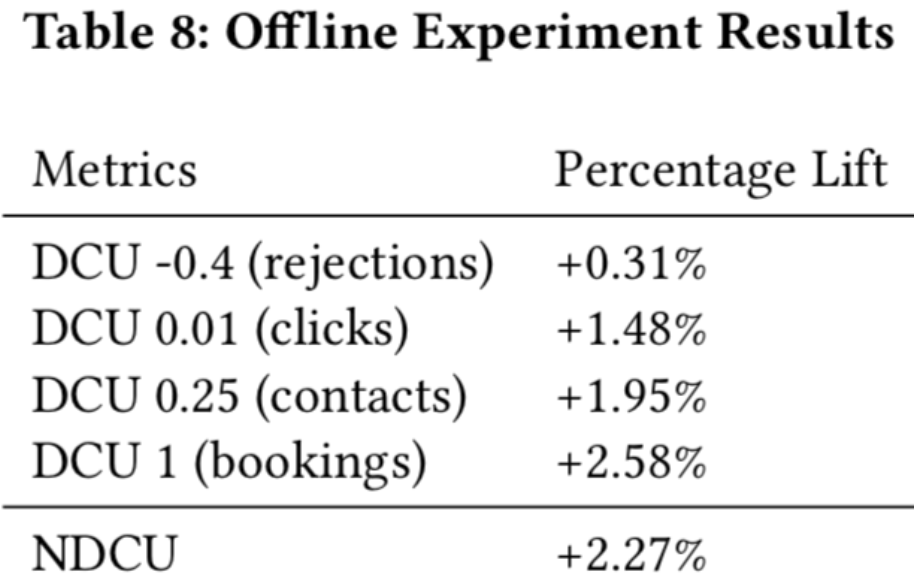 Table 8: Offline Experiment Results
Metrics Percentage Lift
DCU -0.4 (rejections) +0.31%
DCU 0.01 (clicks) +1.48%
DCU 0.25 (contacts) +1.95%
DCU 1 (bookings) +2.58%
NDCU +2.27%